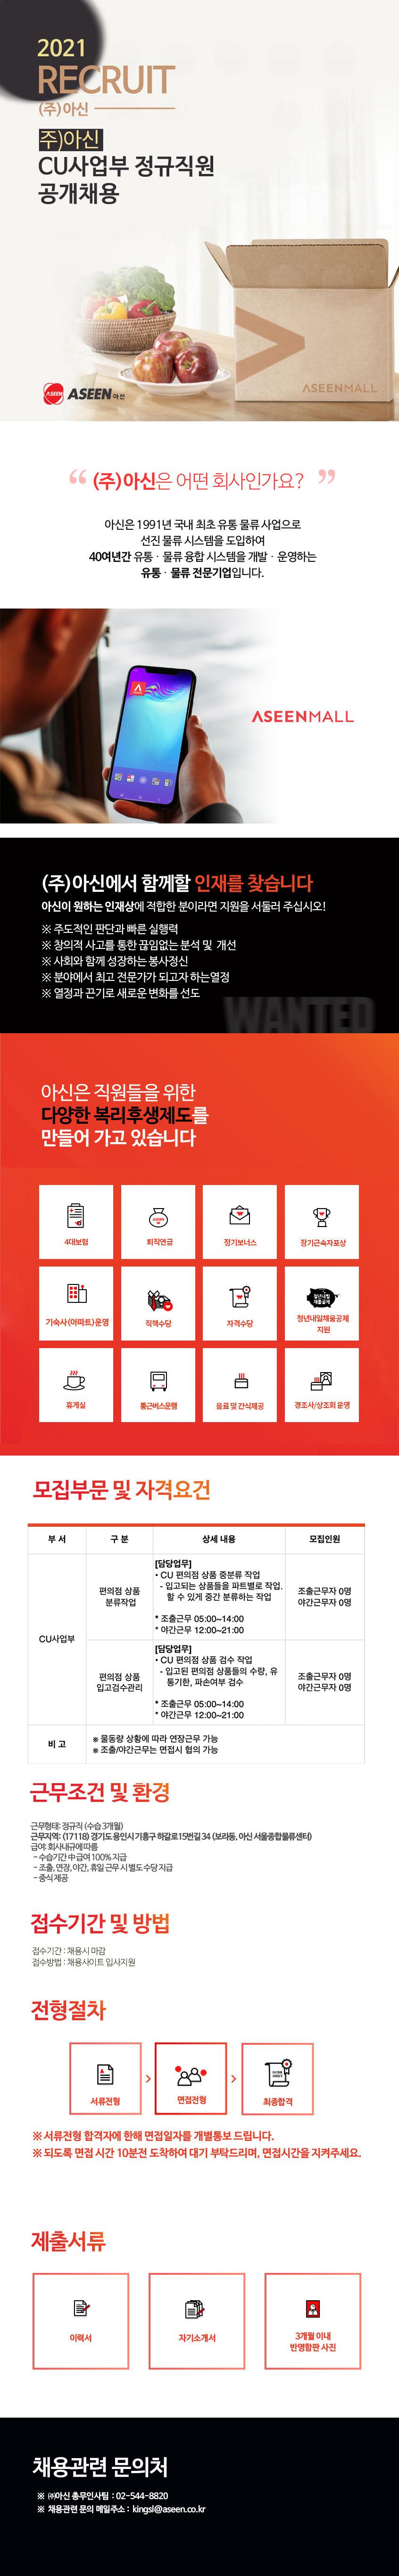 2021
RECRUIT
(주)아신
주)아신
CU사업부 정규직원
공개채용
ASEENMALL
ASEEN ASEEN 아신
“ (주)아신은 어떤 회사인가요? ”
아신은 1991년 국내 최초 유통 물류 사업으로
선진 물류 시스템을 도입하여
40여년간 유통 · 물류 융합 시스템을 개발 · 운영하는
유통 · 물류 전문기업입니다.
ASEENMALL
(주)아신에서 함께할 인재를 찾습니다
아신이 원하는 인재상에 적합한 분이라면 지원을 서둘러 주십시오!
※ 주도적인 판단과 빠른 실행력
※ 창의적 사고를 통한 끊임없는 분석 및 개선
※ 사회와 함께 성장하는 봉사정신
※ 분야에서 최고 전문가가 되고자 하는열정
※ 열정과 끈기로 새로운 변화를 선도
WANTED
아신은 직원들을 위한
다양한 복리후생제도를
만들어 가고 있습니다
4대보험
퇴직연금
정기보너스
장기근속자포상
기숙사(아파트)운영
직책수당
자격수당
청년내일채움공제
지원
휴게실
통근버스운행
음료 및 간식제공
경조사/상조회 운영
모집부문 및 자격요건
부 서 구 분 상세 내용 모집인원
CU사업부
편의점 상품
분류작업
[담당업무]
• CU 편의점 상품 중분류 작업
- 입고되는 상품들을 파트별로 작업.
할 수 있게 중간 분류하는 작업
* 조출근무 05:00~14:00
* 야간근무 12:00~21:00
조출근무자 0명
야간근무자 0명
편의점 상품
입고검수관리
[담당업무]
• CU 편의점 상품 검수 작업
- 입고된 편의점 상품들의 수량, 유
통기한, 파손여부 검수
* 조출근무 05:00~14:00
* 야간근무 12:00~21:00
조출근무자 0명
야간근무자 0명
비 고
※ 물동량 상황에 따라 연장근무 가능
※ 조출/야간근무는 면접시 협의 가능
근무조건 및 환경
근무형태: 정규직 (수습 3개월)
근무지역: (17118) 경기도 용인시 기흥구 하갈로15번길 34 (보라동, 아신 서울종합물류센터)
급여: 회사내규에 따름
- 수습기간 中 급여 100% 지급
- 조출, 연장, 야간, 휴일 근무 시 별도 수당 지급
- 중식 제공
접수기간 및 방법
접수기간 : 채용시 마감
접수방법 : 채용사이트 입사지원
전형절차
서류전형
면접전형
최종합격
※ 서류전형 합격자에 한해 면접일자를 개별통보 드립니다.
※ 되도록 면접 시간 10분전 도착하여 대기 부탁드리며, 면접시간을 지켜주세요.
제출서류
이력서
자기소개서
3개월 이내
반명함판 사진
채용관련 문의처
※ ㈜아신 총무인사팀 : 02-544-8820
※ 채용관련 문의 메일주소 : kingsl@aseen.co.kr